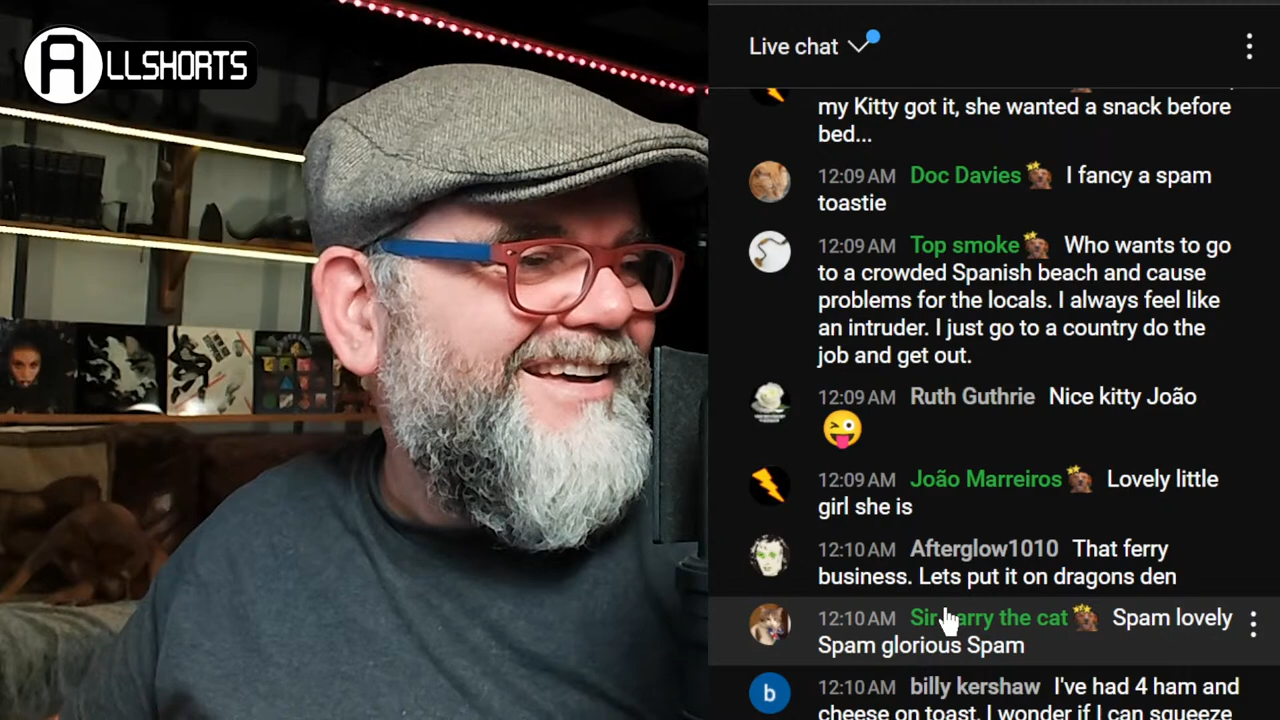 ALLSHORTS
Live chat
my Kitty got it, she wanted a snack before
bed...
12:09 AM Doc Davies I fancy a spam
toastie
12:09 AM Top smoke Who wants to go
to a crowded Spanish beach and cause
problems for the locals. I always feel like
an intruder. I just go to a country do the
job and get out.
12:09 AM Ruth Guthrie Nice kitty João
12:09 AM João Marreiros Lovely little
girl she is
12:10 AM Afterglow1010 That ferry
business. Lets put it on dragons den
12:10 AM Sir the cat Spam lovely
Spam glorious Spam
b
12:10 AM billy kershaw I've had 4 ham and
cheese on toast. I wonder if I can squeeze